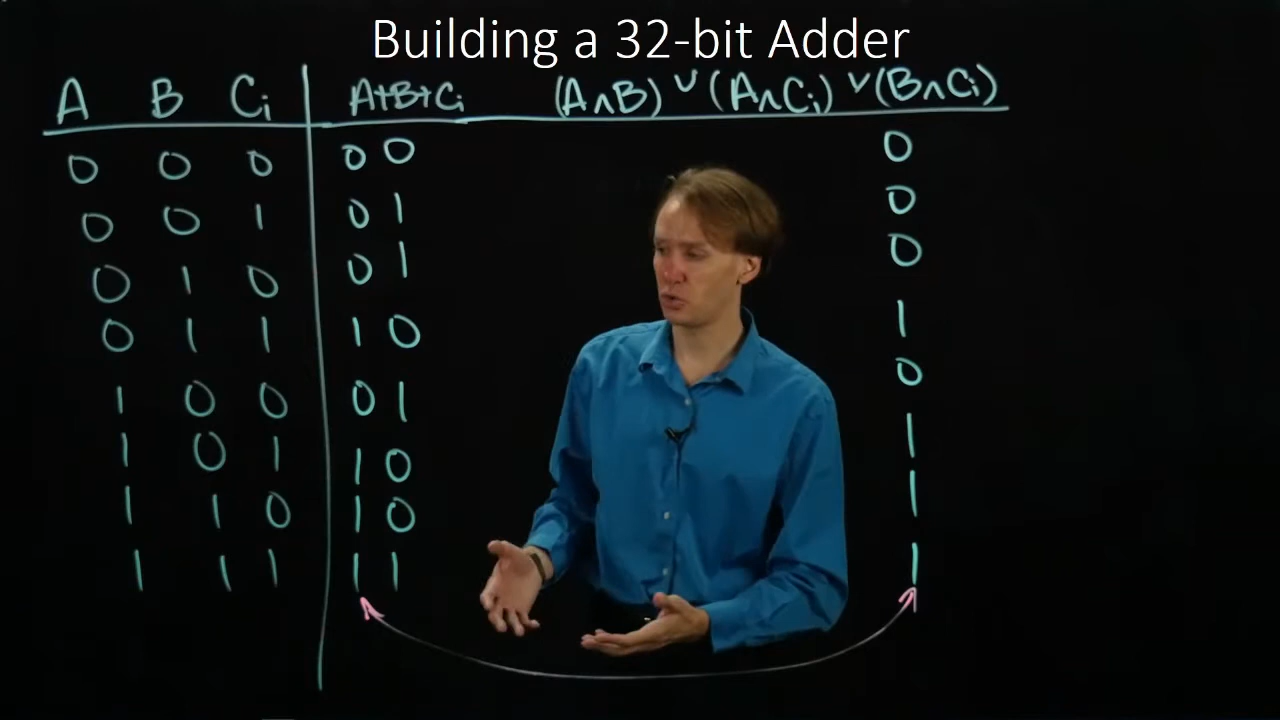 Building a 32-bit Adder
A B Ci A+B+Ci (A∧B) ∨ (A∧Ci) ∨ (B∧Ci)
0 0 0 0 0 0
0 0 1 0 1 0
0 1 0 0 1 0
0 1 1 1 0 1
1 0 0 0 1 0
1 0 1 1 0 1
1 1 0 1 0 1
1 1 1 1 1 1